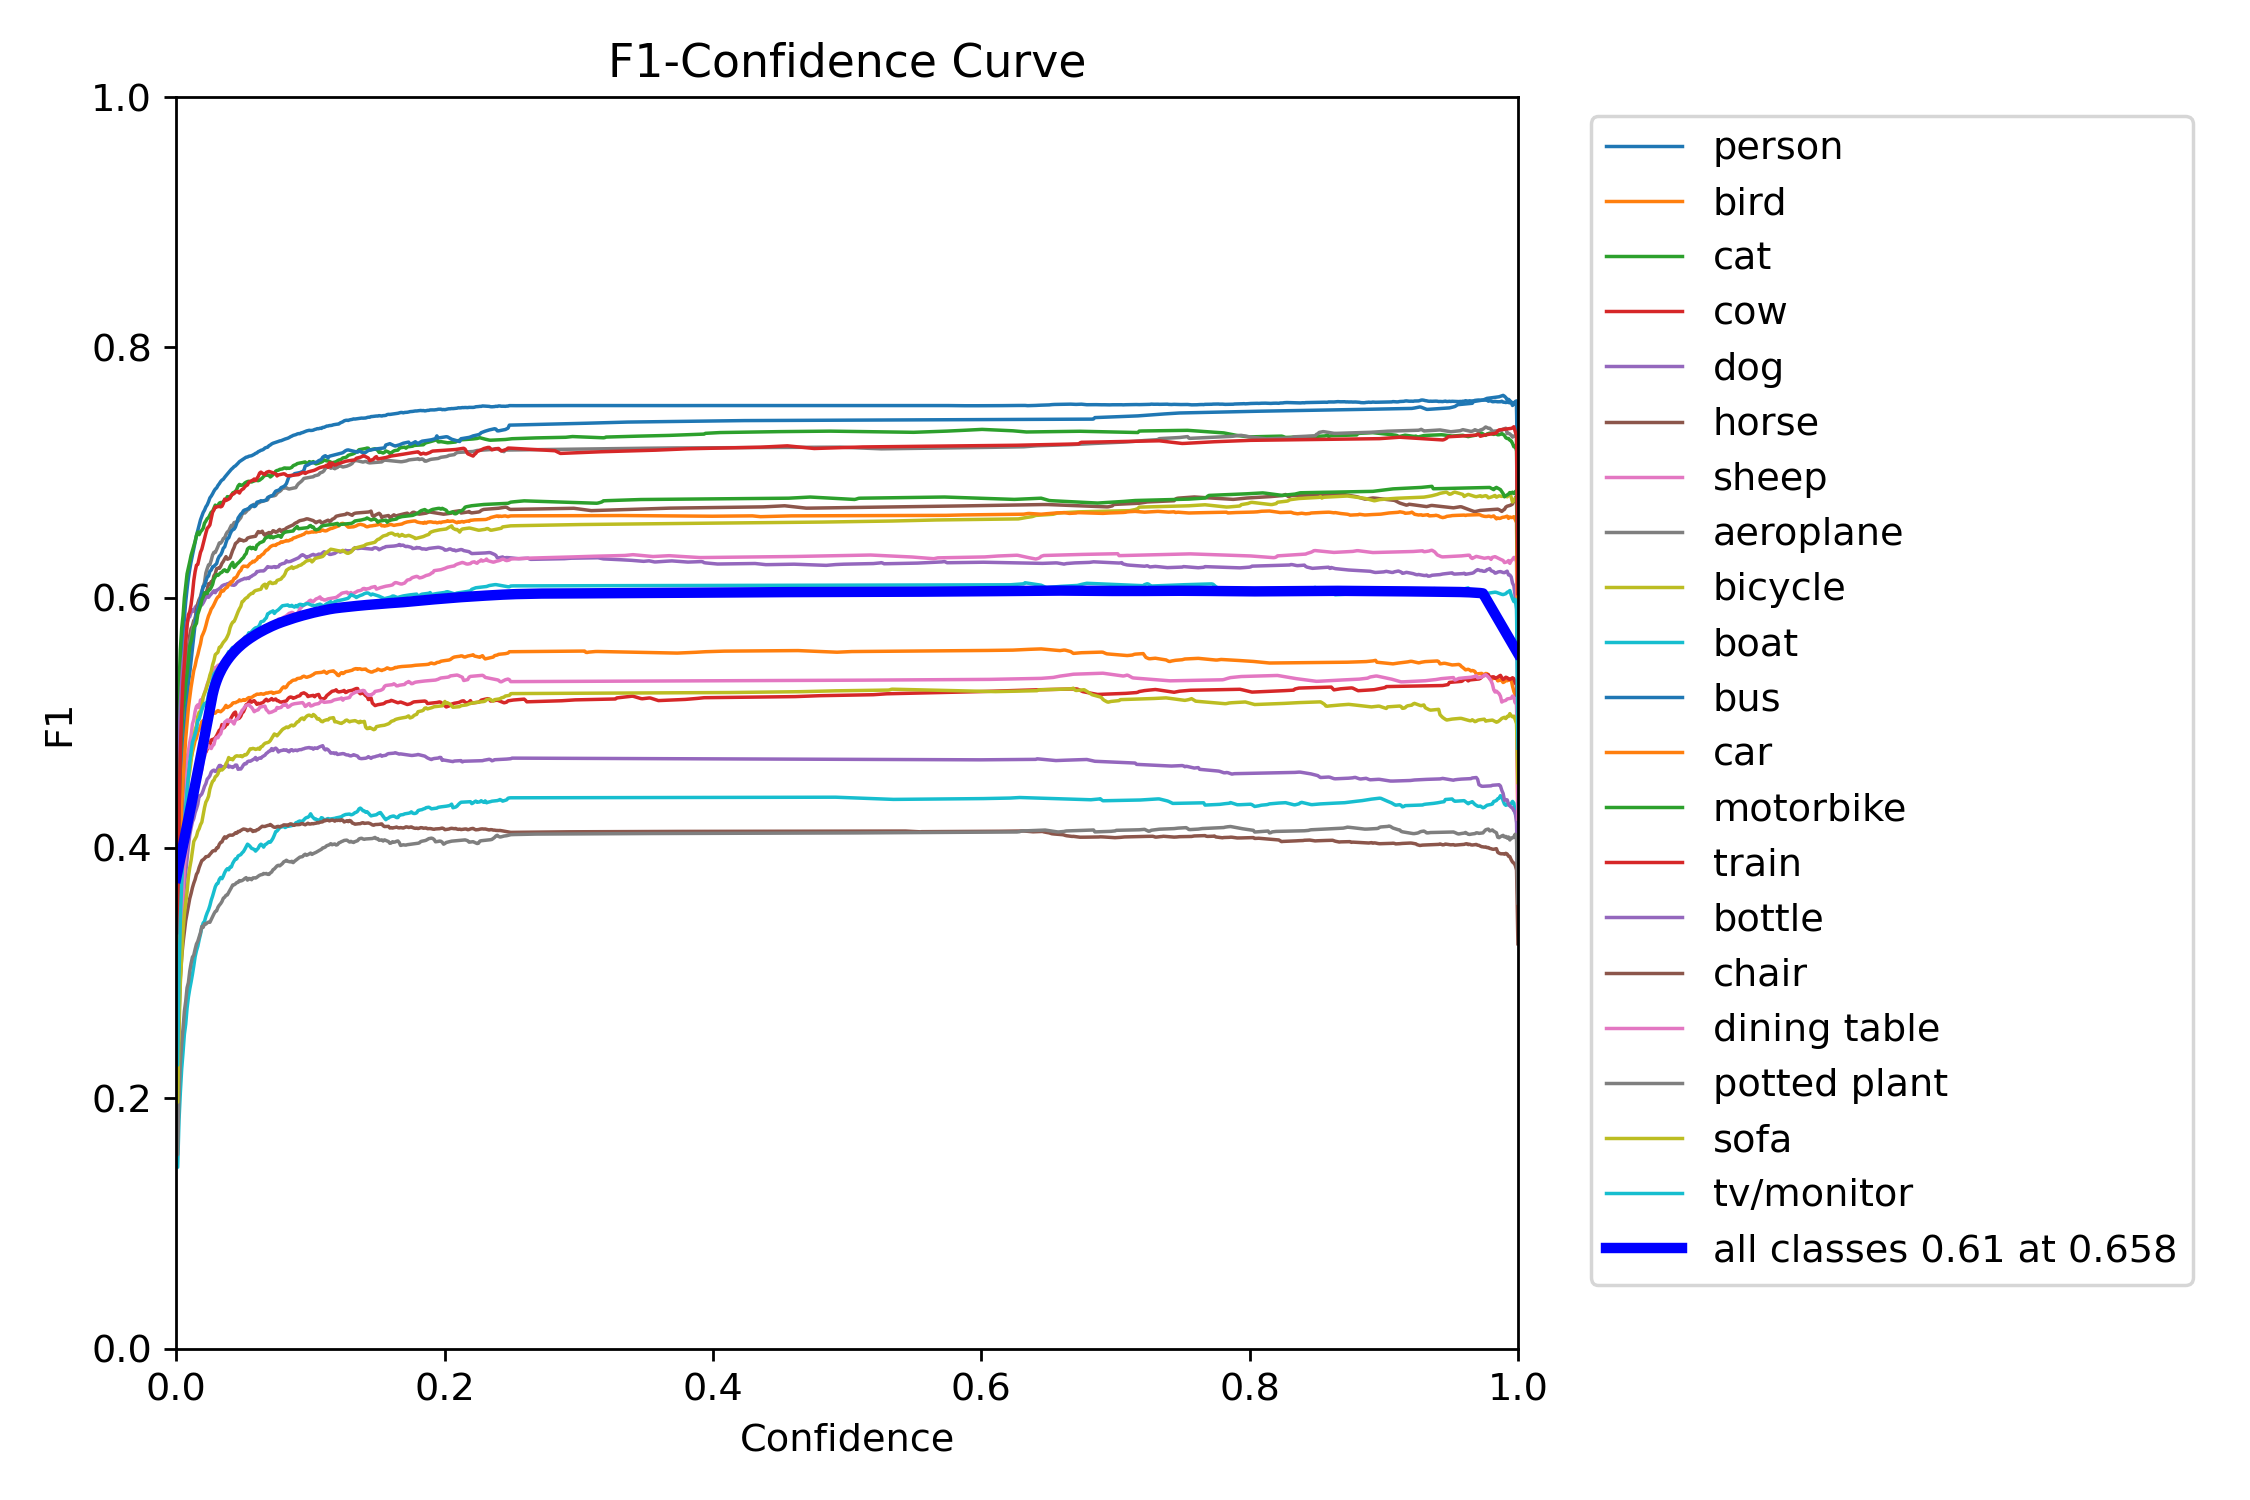 F1-Confidence Curve
1.0
0.8
0.6
0.4
0.2
0.0
F1
0.0 0.2 0.4 0.6 0.8 1.0
Confidence
person
bird
cat
cow
dog
horse
sheep
aeroplane
bicycle
boat
bus
car
motorbike
train
bottle
chair
dining table
potted plant
sofa
tv/monitor
all classes 0.61 at 0.658